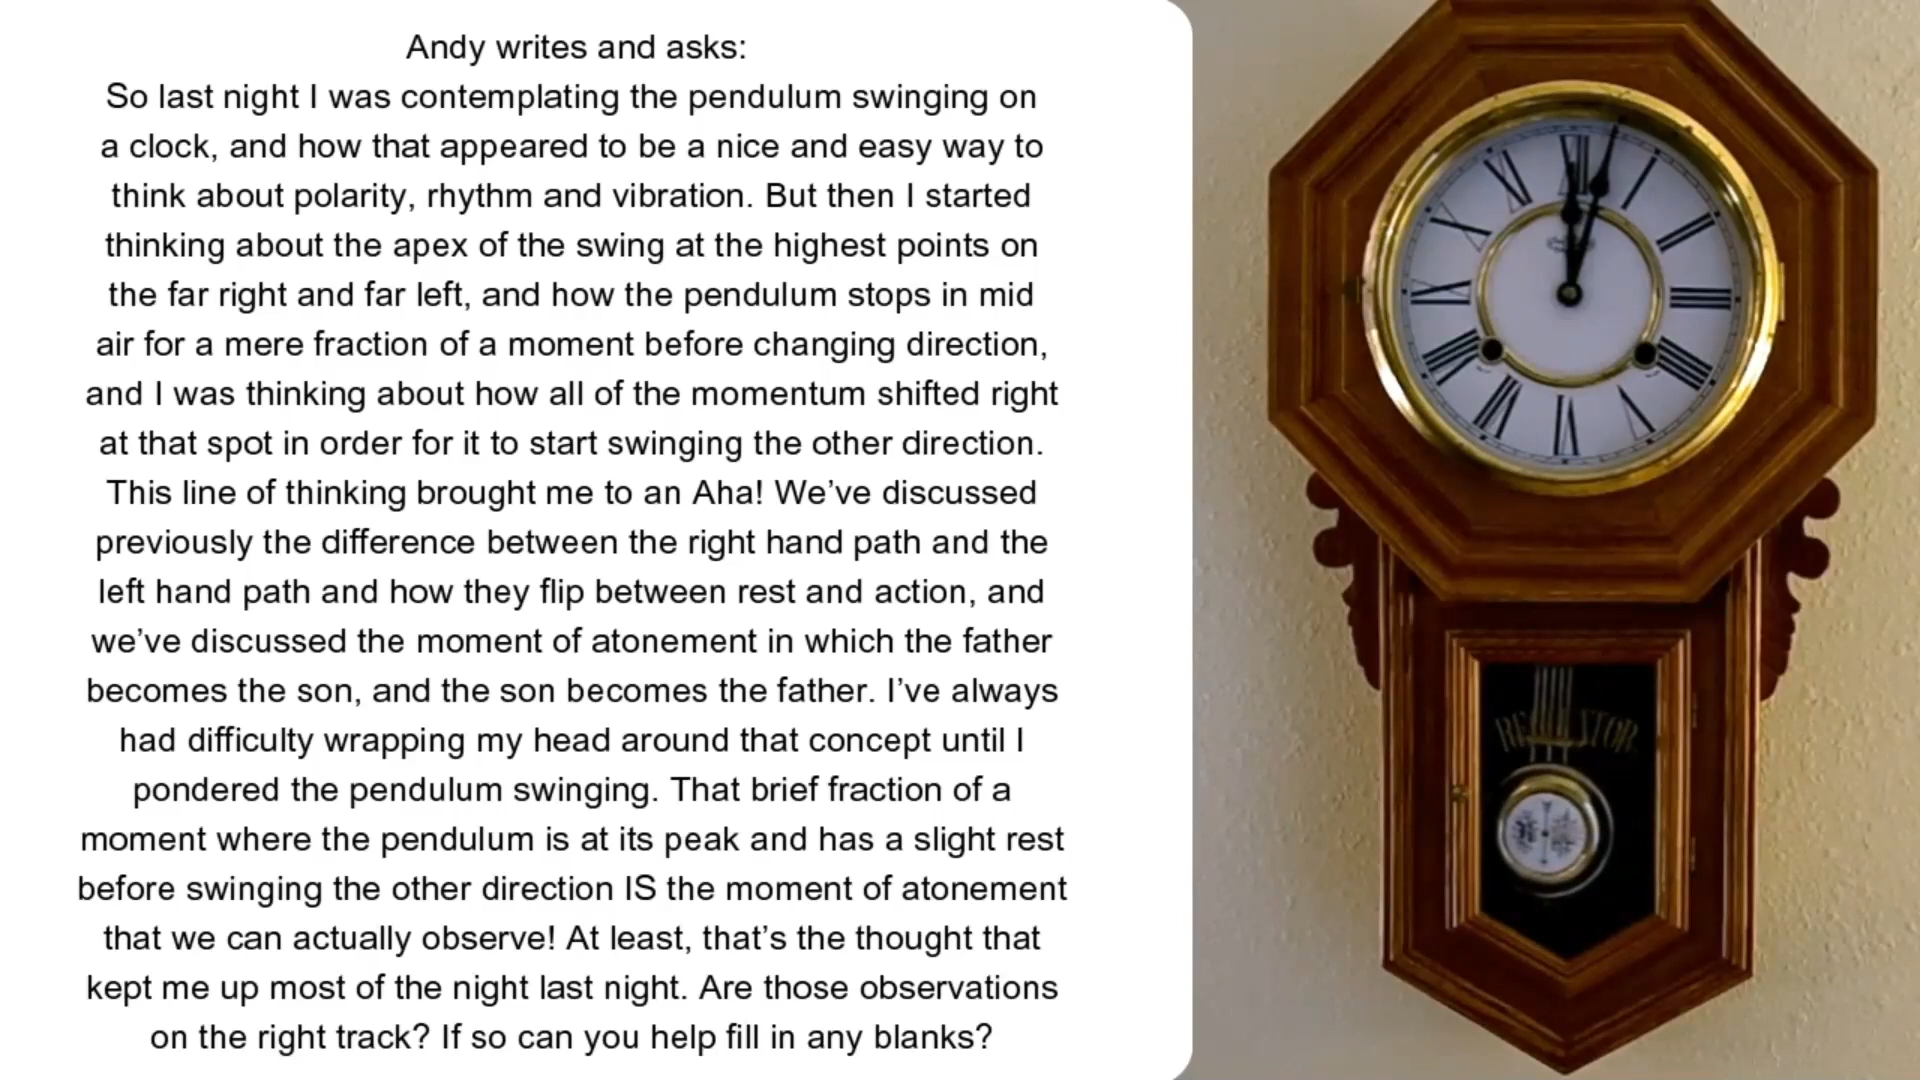 Andy writes and asks:
So last night I was contemplating the pendulum swinging on
a clock, and how that appeared to be a nice and easy way to
think about polarity, rhythm and vibration. But then I started
thinking about the apex of the swing at the highest points on
the far right and far left, and how the pendulum stops in mid
air for a mere fraction of a moment before changing direction,
and I was thinking about how all of the momentum shifted right
at that spot in order for it to start swinging the other direction.
This line of thinking brought me to an Aha! We’ve discussed
previously the difference between the right hand path and the
left hand path and how they flip between rest and action, and
we’ve discussed the moment of atonement in which the father
becomes the son, and the son becomes the father. I’ve always
had difficulty wrapping my head around that concept until I
pondered the pendulum swinging. That brief fraction of a
moment where the pendulum is at its peak and has a slight rest
before swinging the other direction IS the moment of atonement
that we can actually observe! At least, that’s the thought that
kept me up most of the night last night. Are those observations
on the right track? If so can you help fill in any blanks?
XII
I
II
III
IIII
V
VI
VII
VIII
IX
X
XI
REGULATOR